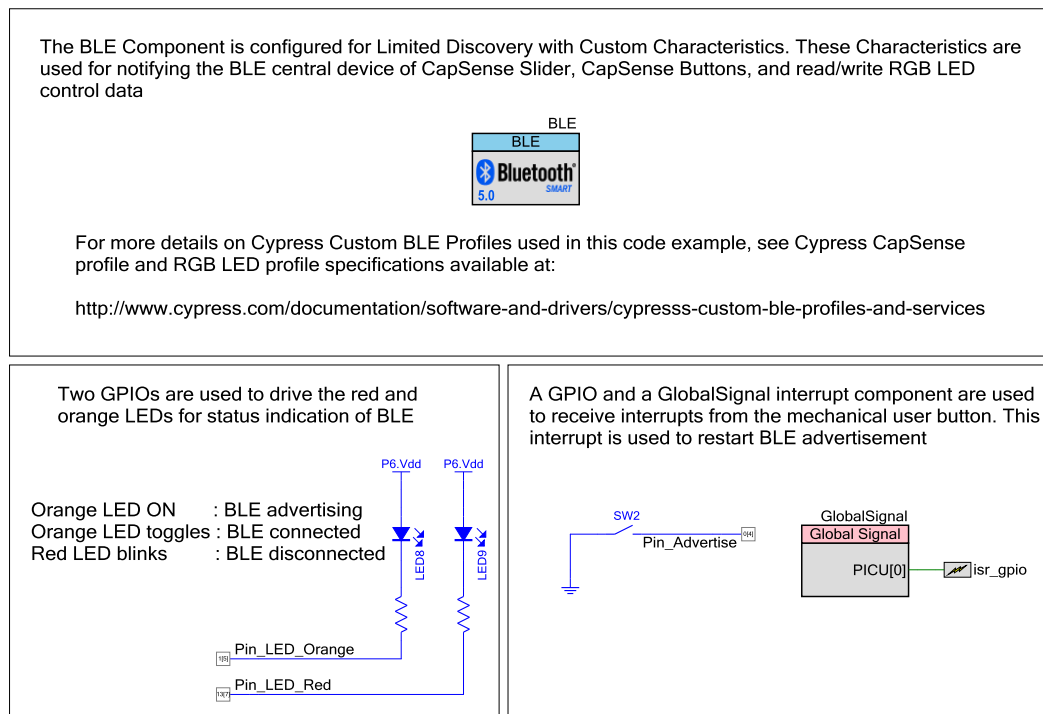 The BLE Component is configured for Limited Discovery with Custom Characteristics. These Characteristics are
used for notifying the BLE central device of CapSense Slider, CapSense Buttons, and read/write RGB LED
control data
BLE
BLE
Bluetooth®
SMART
5.0
For more details on Cypress Custom BLE Profiles used in this code example, see Cypress CapSense
profile and RGB LED profile specifications available at:
http://www.cypress.com/documentation/software-and-drivers/cypresss-custom-ble-profiles-and-services
Two GPIOs are used to drive the red and
orange LEDs for status indication of BLE
P6.Vdd P6.Vdd
Orange LED ON : BLE advertising
Orange LED toggles : BLE connected
Red LED blinks : BLE disconnected
LED8 LED9
Pin_LED_Orange
1[5]
Pin_LED_Red
13[7]
A GPIO and a GlobalSignal interrupt component are used
to receive interrupts from the mechanical user button. This
interrupt is used to restart BLE advertisement
SW2
Pin_Advertise 0[4]
GlobalSignal
Global Signal
PICU[0] isr_gpio